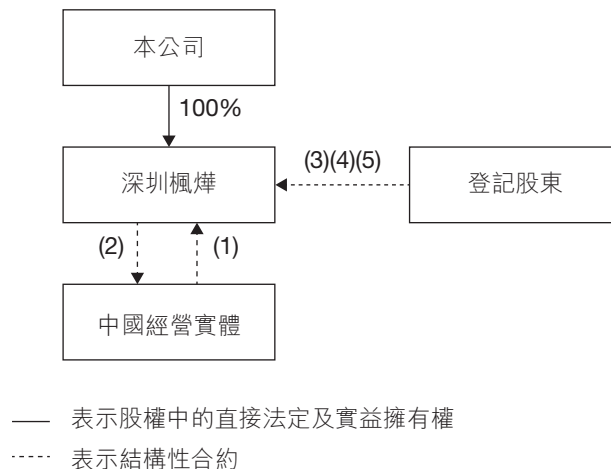 本公司
100%
深圳楓燁
(3)(4)(5)
登記股東
(2)
(1)
中國經營實體
表示股權中的直接法定及實益擁有權
表示結構性合約